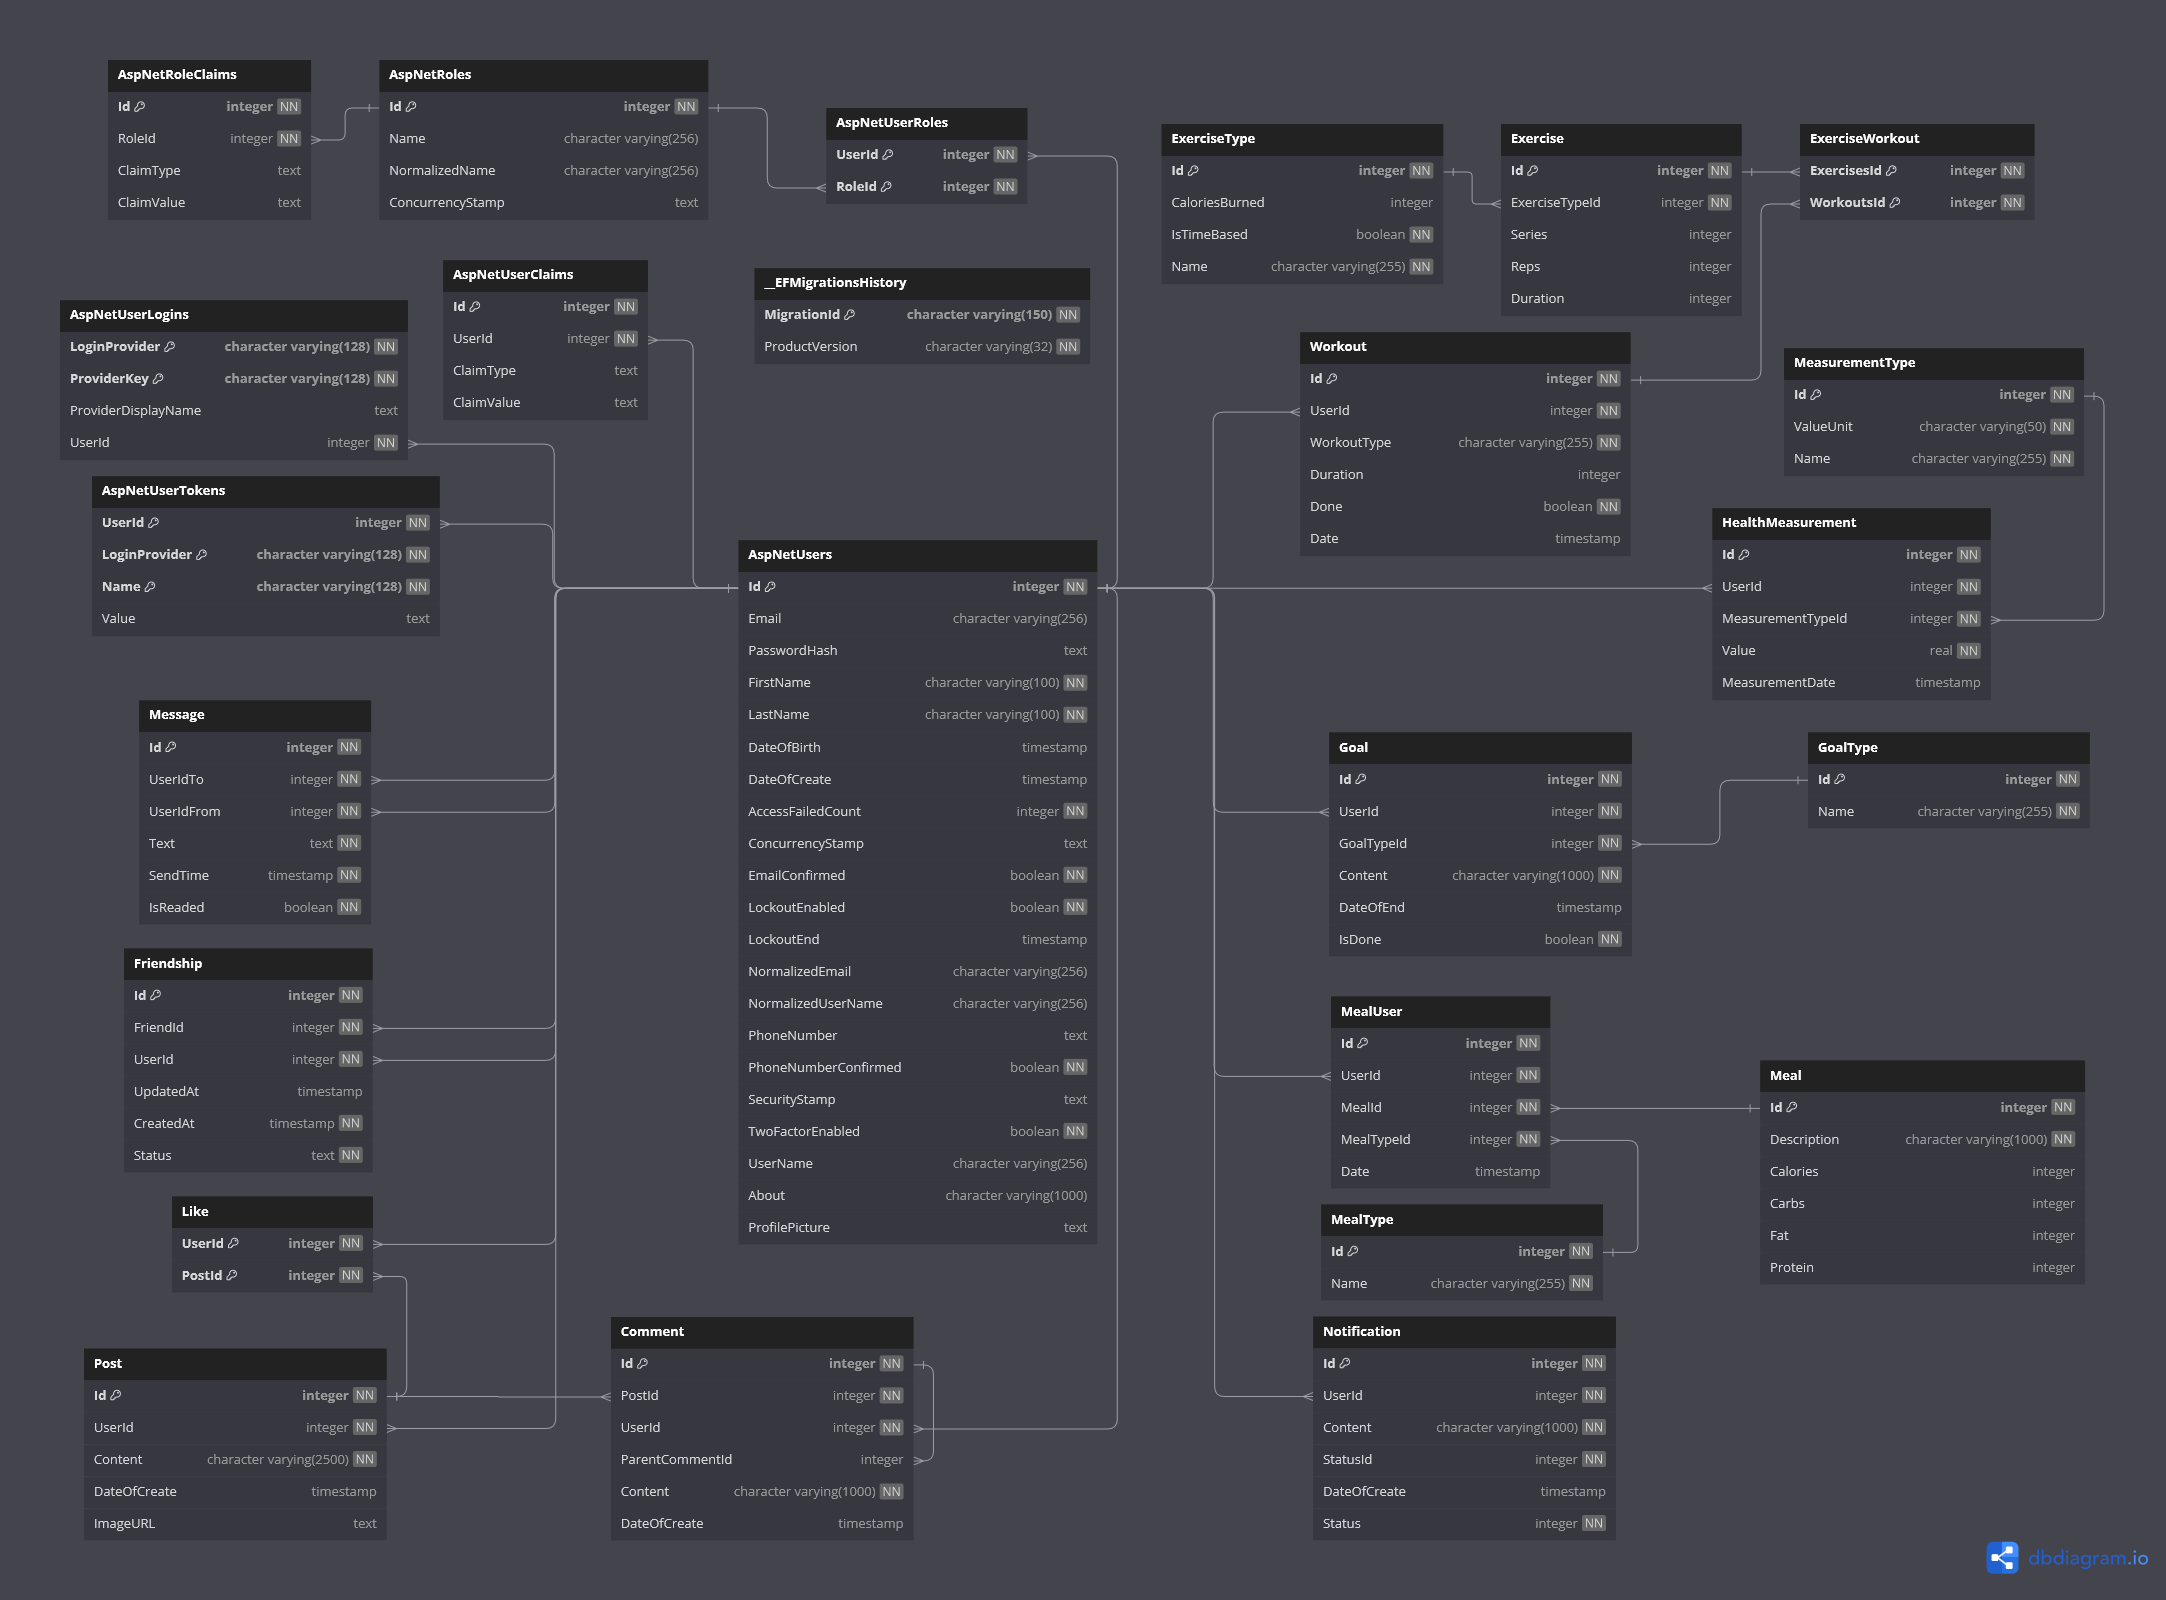 AspNetRoleClaims
Id integer NN
RoleId integer NN
ClaimType text
ClaimValue text
AspNetRoles
Id integer NN
Name character varying(256)
NormalizedName character varying(256)
ConcurrencyStamp text
AspNetUserRoles
UserId integer NN
RoleId integer NN
ExerciseType
Id integer NN
CaloriesBurned integer
IsTimeBased boolean NN
Name character varying(255) NN
Exercise
Id integer NN
ExerciseTypeId integer NN
Series integer
Reps integer
Duration integer
ExerciseWorkout
ExercisesId integer NN
WorkoutsId integer NN
AspNetUserClaims
Id integer NN
UserId integer NN
ClaimType text
ClaimValue text
__EFMigrationsHistory
MigrationId character varying(150) NN
ProductVersion character varying(32) NN
AspNetUserLogins
LoginProvider character varying(128) NN
ProviderKey character varying(128) NN
ProviderDisplayName text
UserId integer NN
Workout
Id integer NN
UserId integer NN
WorkoutType character varying(255) NN
Duration integer
Done boolean NN
Date timestamp
MeasurementType
Id integer NN
ValueUnit character varying(50) NN
Name character varying(255) NN
AspNetUserTokens
UserId integer NN
LoginProvider character varying(128) NN
Name character varying(128) NN
Value text
HealthMeasurement
Id integer NN
UserId integer NN
MeasurementTypeId integer NN
Value real NN
MeasurementDate timestamp
AspNetUsers
Id integer NN
Email character varying(256)
PasswordHash text
FirstName character varying(100) NN
LastName character varying(100) NN
DateOfBirth timestamp
DateOfCreate timestamp
AccessFailedCount integer NN
ConcurrencyStamp text
EmailConfirmed boolean NN
LockoutEnabled boolean NN
LockoutEnd timestamp
NormalizedEmail character varying(256)
NormalizedUserName character varying(256)
PhoneNumber text
PhoneNumberConfirmed boolean NN
SecurityStamp text
TwoFactorEnabled boolean NN
UserName character varying(256)
About character varying(1000)
ProfilePicture text
Message
Id integer NN
UserIdTo integer NN
UserIdFrom integer NN
Text text NN
SendTime timestamp NN
IsReaded boolean NN
Goal
Id integer NN
UserId integer NN
GoalTypeId integer NN
Content character varying(1000) NN
DateOfEnd timestamp
IsDone boolean NN
GoalType
Id integer NN
Name character varying(255) NN
Friendship
Id integer NN
FriendId integer NN
UserId integer NN
UpdatedAt timestamp
CreatedAt timestamp NN
Status text NN
MealUser
Id integer NN
UserId integer NN
MealId integer NN
MealTypeId integer NN
Date timestamp
Meal
Id integer NN
Description character varying(1000) NN
Calories integer
Carbs integer
Fat integer
Protein integer
Like
UserId integer NN
PostId integer NN
MealType
Id integer NN
Name character varying(255) NN
Post
Id integer NN
UserId integer NN
Content character varying(2500) NN
DateOfCreate timestamp
ImageURL text
Comment
Id integer NN
PostId integer NN
UserId integer NN
ParentCommentId integer
Content character varying(1000) NN
DateOfCreate timestamp
Notification
Id integer NN
UserId integer NN
Content character varying(1000) NN
StatusId integer NN
DateOfCreate timestamp
Status integer NN
dbdiagram.io